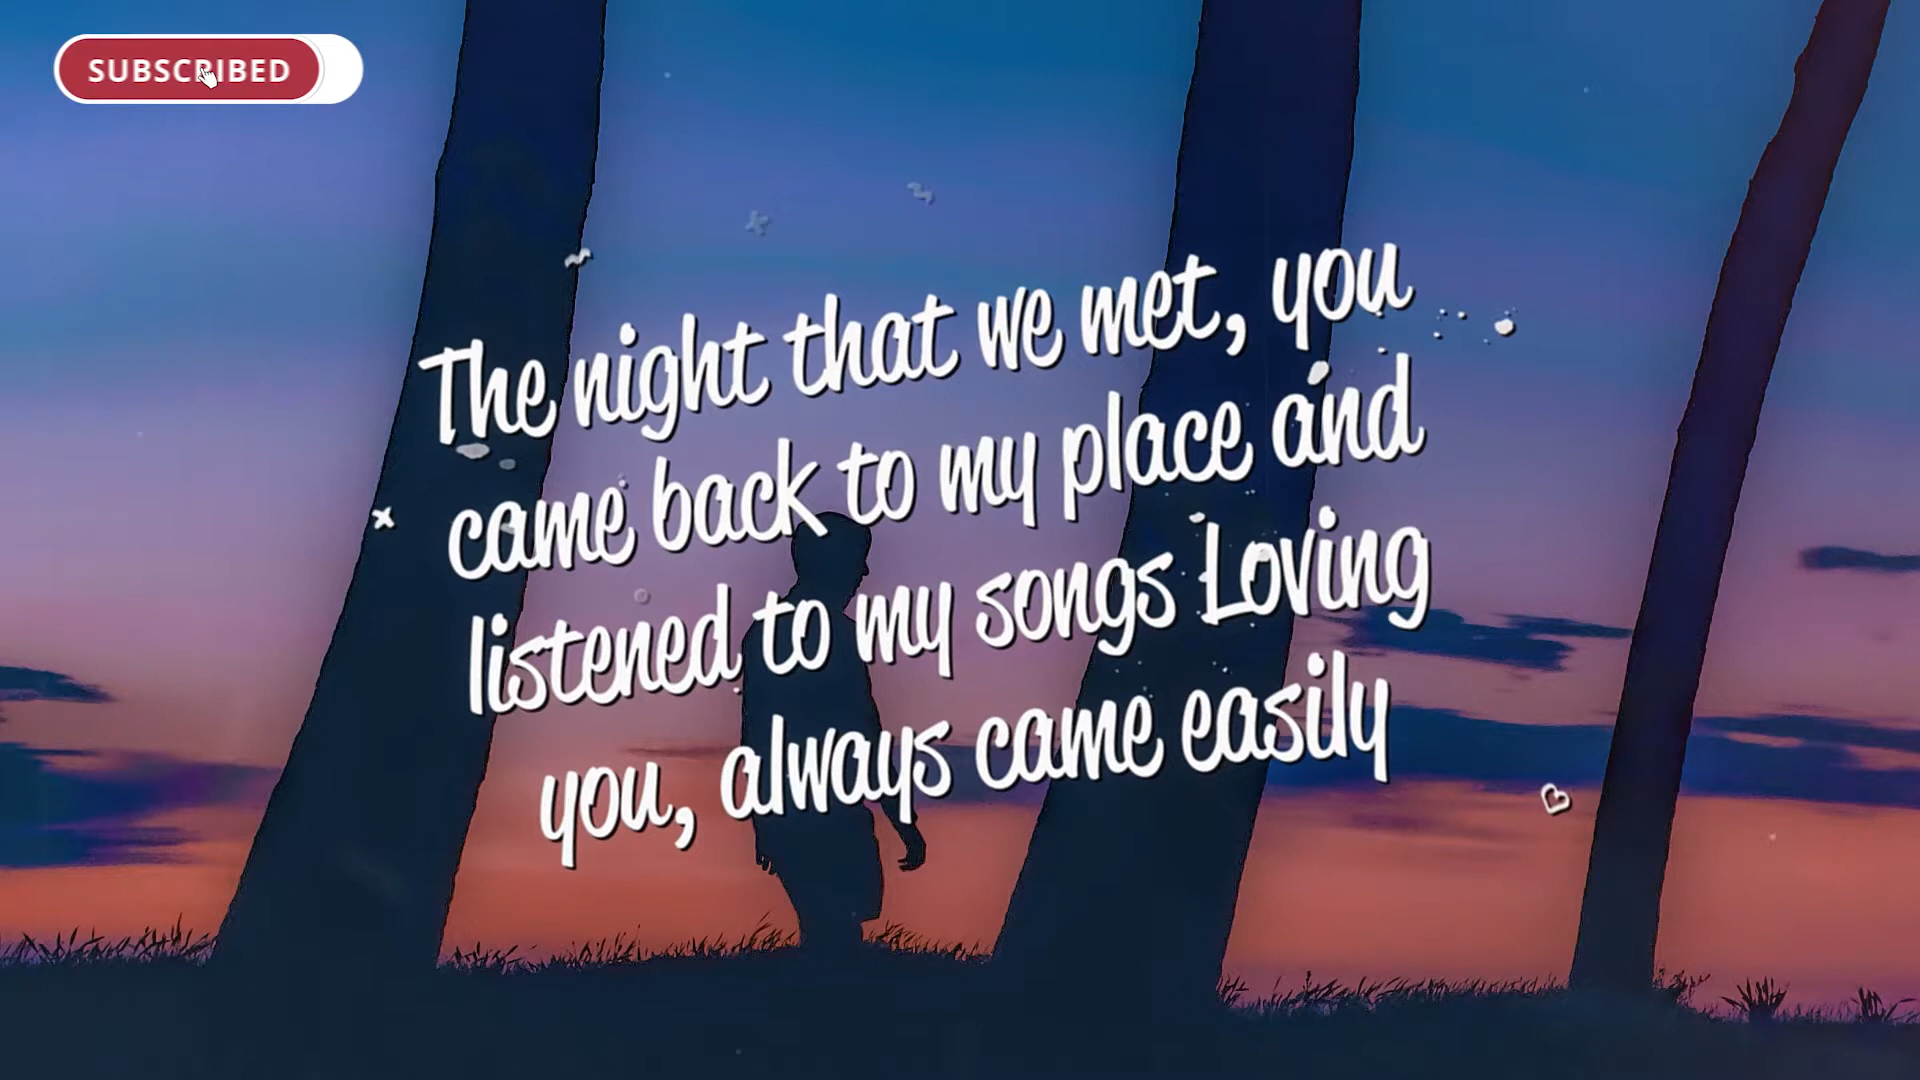 SUBSCRIBED
The night that we met, you
came back to my place and
listened to my songs Loving
you, always came easily